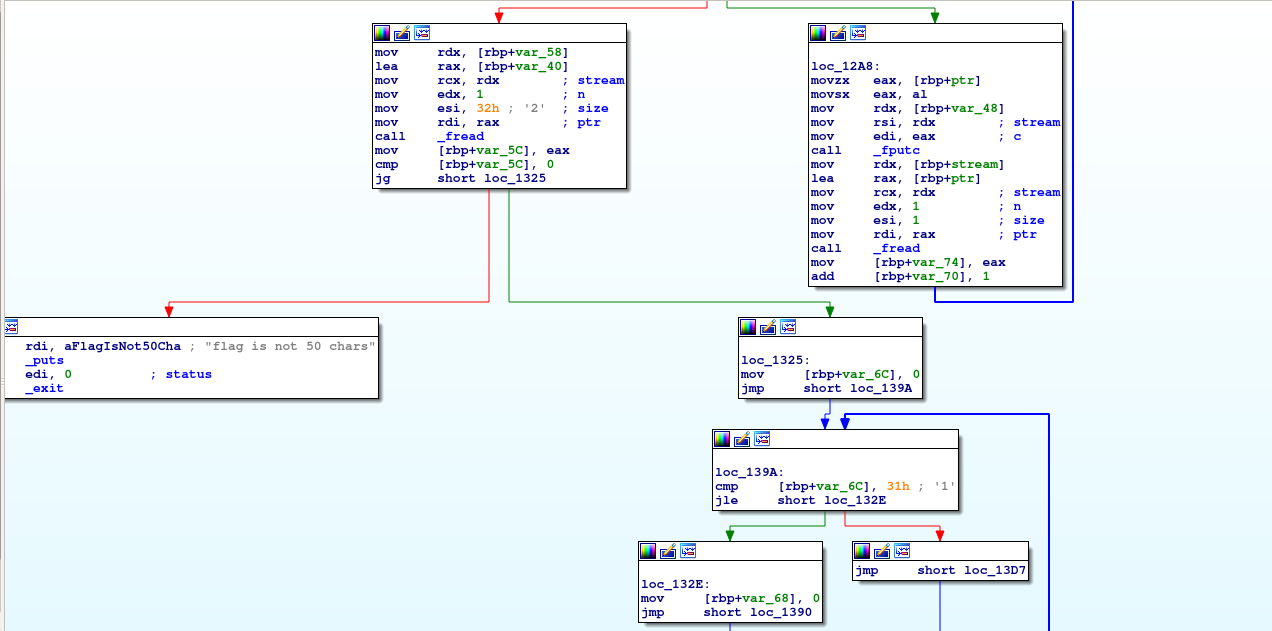 mov rdx, [rbp+var_58]
lea rax, [rbp+var_40]
mov rcx, rdx ; stream
mov edx, 1 ; n
mov esi, 32h ; '2' ; size
mov rdi, rax ; ptr
call _fread
mov [rbp+var_5C], eax
cmp [rbp+var_5C], 0
jg short loc_1325
loc_12A8:
movzx eax, [rbp+ptr]
movsx eax, al
mov rdx, [rbp+var_48]
mov rsi, rdx ; stream
mov edi, eax ; c
call _fputc
mov rdx, [rbp+stream]
lea rax, [rbp+ptr]
mov rcx, rdx ; stream
mov edx, 1 ; n
mov esi, 1 ; size
mov rdi, rax ; ptr
call _fread
mov [rbp+var_74], eax
add [rbp+var_70], 1
rdi, aFlagIsNot50Cha ; "flag is not 50 chars"
_puts
edi, 0 ; status
_exit
loc_1325:
mov [rbp+var_6C], 0
jmp short loc_139A
loc_139A:
cmp [rbp+var_6C], 31h ; '1'
jle short loc_132E
loc_132E:
mov [rbp+var_68], 0
jmp short loc_1390
jmp short loc_13D7